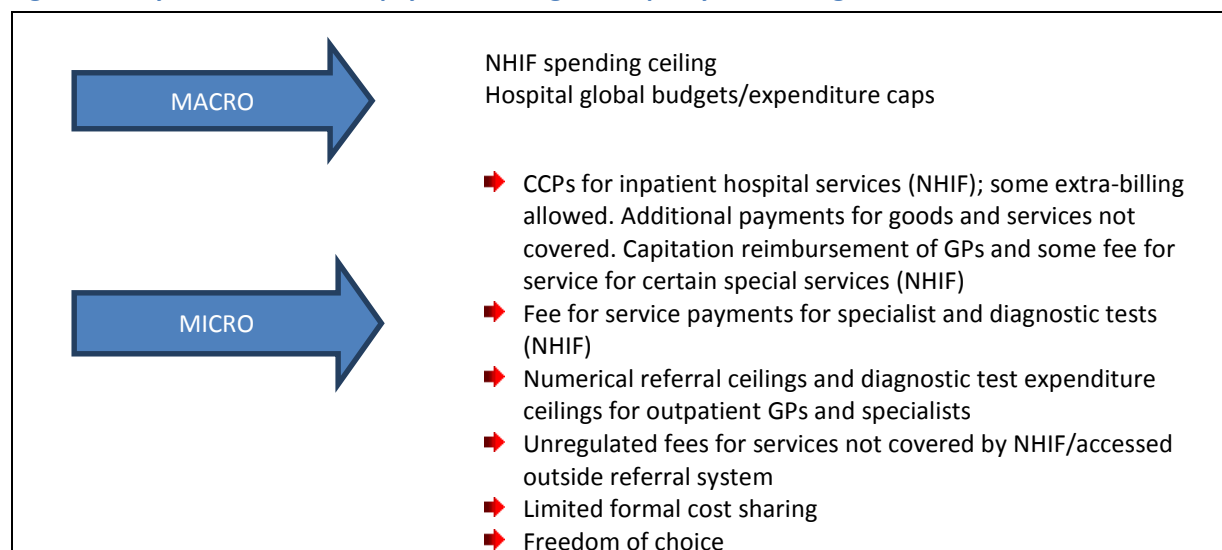 MACRO
NHIF spending ceiling
Hospital global budgets/expenditure caps
MICRO
CCPs for inpatient hospital services (NHIF); some extra-billing
allowed. Additional payments for goods and services not
covered. Capitation reimbursement of GPs and some fee for
service for certain special services (NHIF)
Fee for service payments for specialist and diagnostic tests
(NHIF)
Numerical referral ceilings and diagnostic test expenditure
ceilings for outpatient GPs and specialists
Unregulated fees for services not covered by NHIF/accessed
outside referral system
Limited formal cost sharing
Freedom of choice